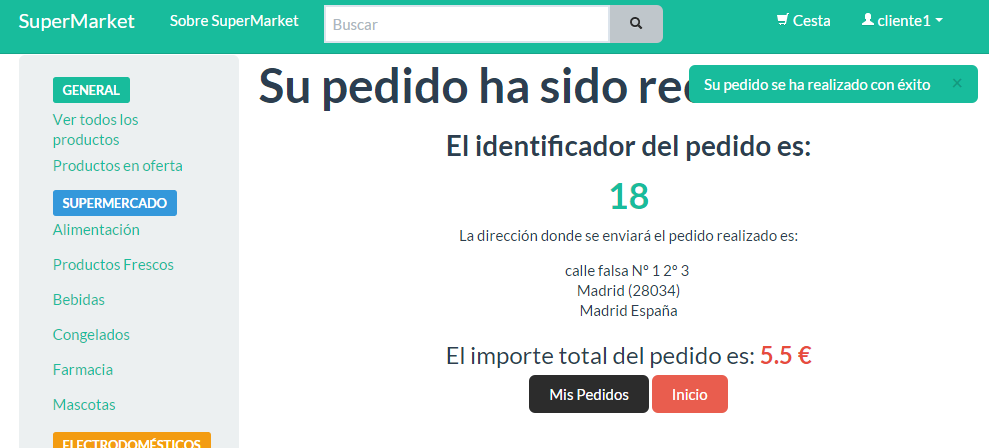 SuperMarket
Sobre SuperMarket
Buscar
Cesta
cliente1
GENERAL
Ver todos los
productos
Productos en oferta
SUPERMERCADO
Alimentación
Productos Frescos
Bebidas
Congelados
Farmacia
Mascotas
ELECTRODOMÉSTICOS
Su pedido ha sido
Su pedido se ha realizado con éxito ×
El identificador del pedido es:
18
La dirección donde se enviará el pedido realizado es:
calle falsa Nº 1 2º 3
Madrid (28034)
Madrid España
El importe total del pedido es: 5.5 €
Mis Pedidos
Inicio